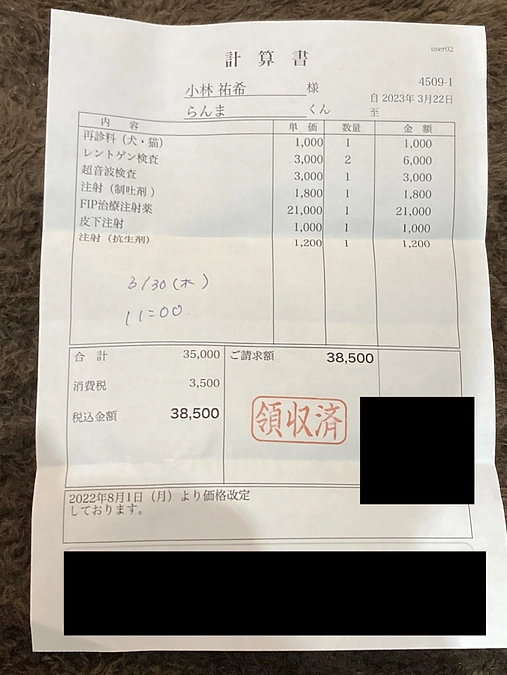 user02
計算書
4509-1
小林 祐希 様
自 2023年 3月22日
至
らんま くん
内 容 単 価 数量 金 額
再診料（犬・猫） 1,000 1 1,000
レントゲン検査 3,000 2 6,000
超音波検査 3,000 1 3,000
注射（制吐剤） 1,800 1 1,800
FIP治療注射薬 21,000 1 21,000
皮下注射 1,000 1 1,000
注射（抗生剤） 1,200 1 1,200
3/30(木)
11:00
合 計 35,000 ご請求額 38,500
消費税 3,500
税込金額 38,500
領収済
2022年8月1日（月）より価格改定
しております。